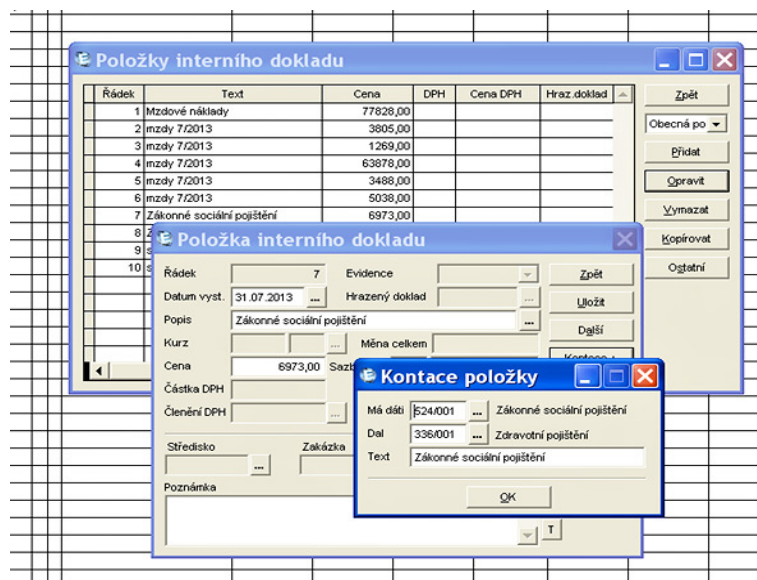 Položky interního dokladu
Řádek Text Cena DPH Cena DPH Hraz.doklad
1 Mzdové náklady 77828,00
2 mzdy 7/2013 3805,00
3 mzdy 7/2013 1269,00
4 mzdy 7/2013 63878,00
5 mzdy 7/2013 3488,00
6 mzdy 7/2013 5038,00
7 Zákonné sociální pojištění 6973,00
8
9
10
Zpět
Obecná po
Přidat
Opravit
Vymazat
Kopírovat
Ostatní
Položka interního dokladu
Řádek 7 Evidence
Datum vyst. 31.07.2013 ... Hrazený doklad ...
Popis Zákonné sociální pojištění ...
Kurz ... Měna celkem
Cena 6973,00
Částka DPH
Členění DPH ...
Středisko Zakázka
...
Poznámka
T
Zpět
Uložit
Další
Kontace položky
Má dáti 524/001 ... Zákonné sociální pojištění
Dal 336/001 ... Zdravotní pojištění
Text Zákonné sociální pojištění
OK